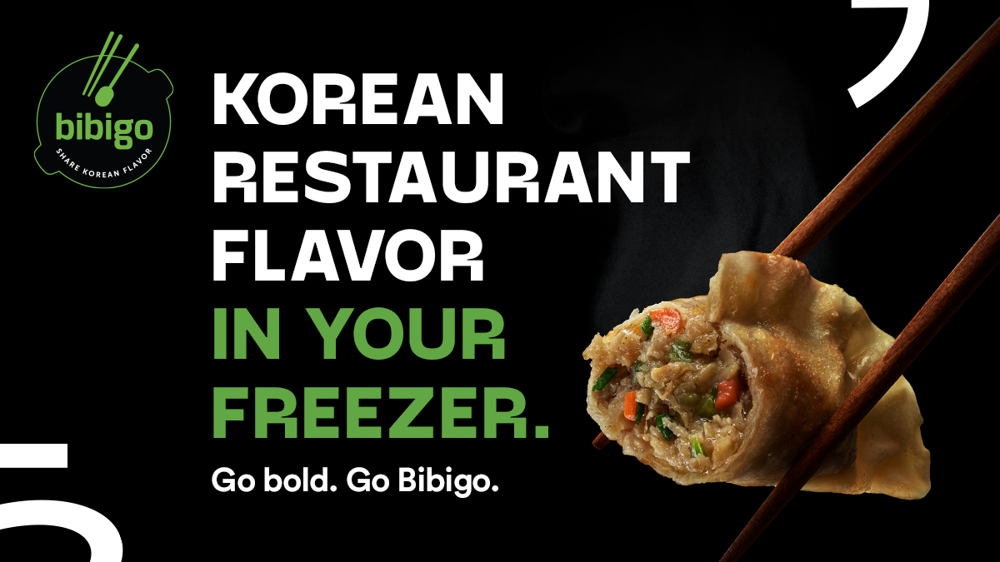 bibigo
SHARE KOREAN FLAVOR
KOREAN
RESTAURANT
FLAVOR
IN YOUR
FREEZER.
Go bold. Go Bibigo.